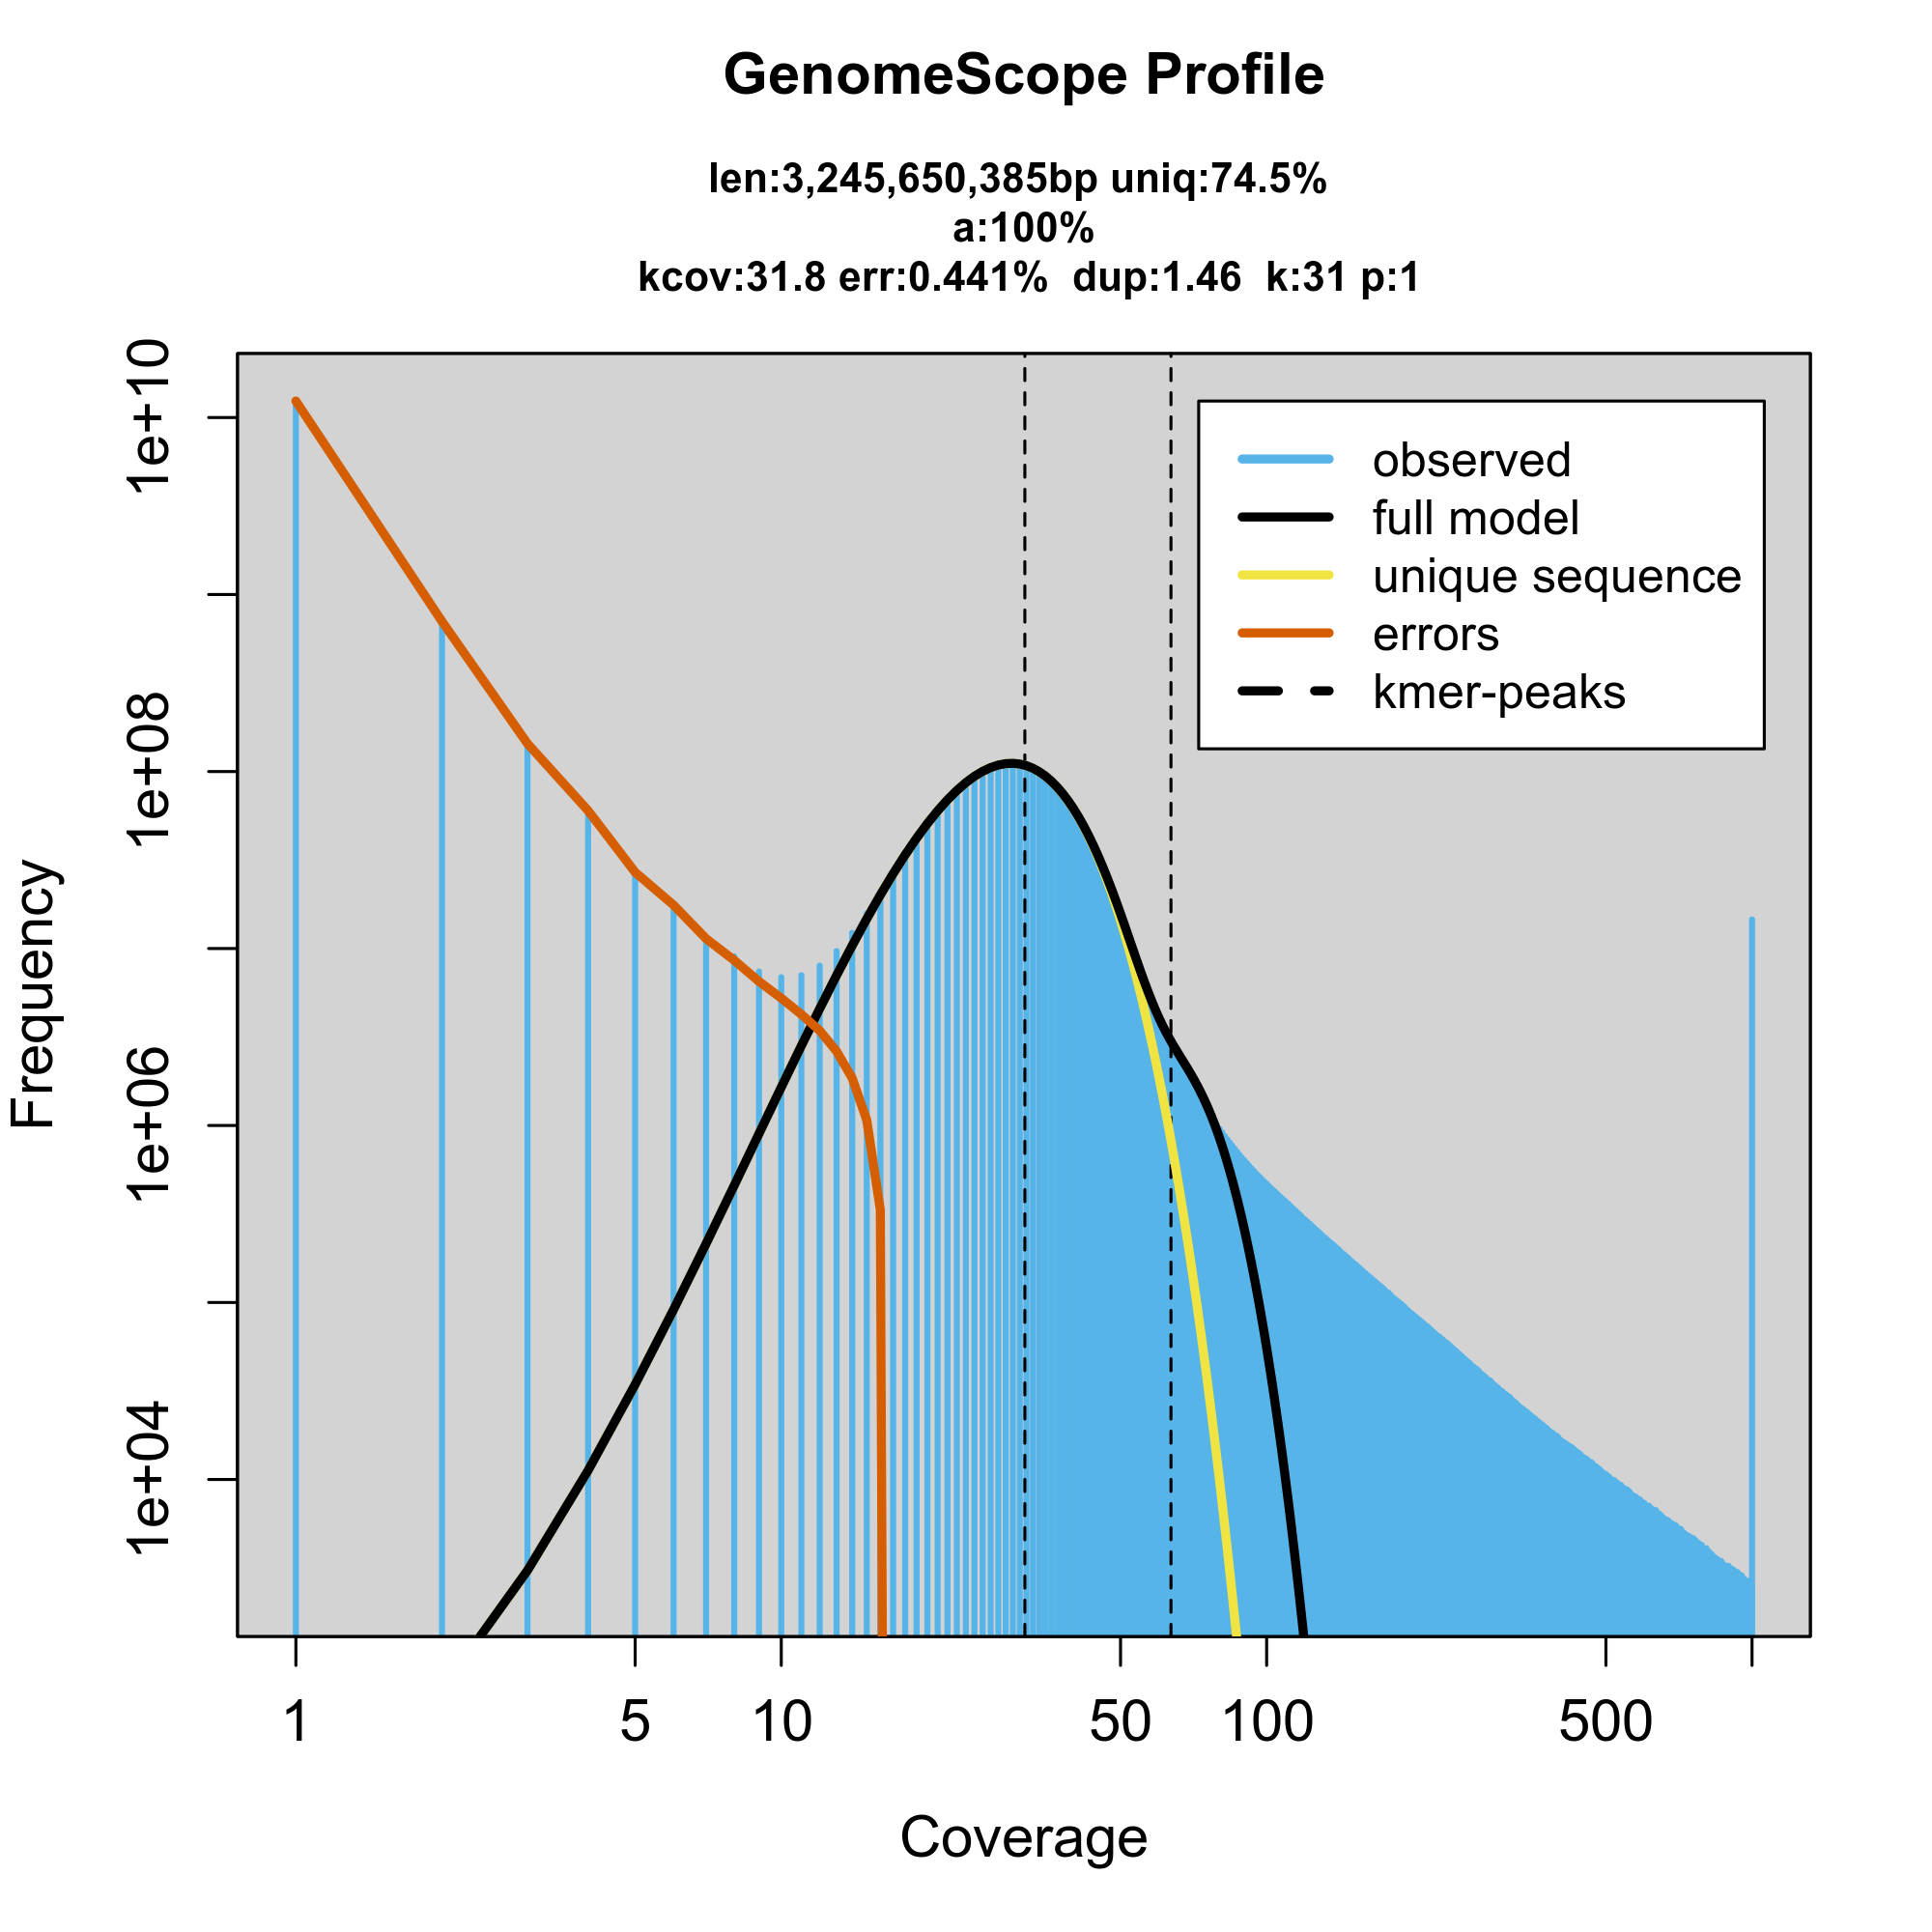 GenomeScope Profile
len:3,245,650,385bp uniq:74.5%
a:100%
kcov:31.8 err:0.441%  dup:1.46  k:31 p:1
observed
full model
unique sequence
errors
kmer-peaks
Frequency
1e+10
1e+08
1e+06
1e+04
1 5 10 50 100 500
Coverage